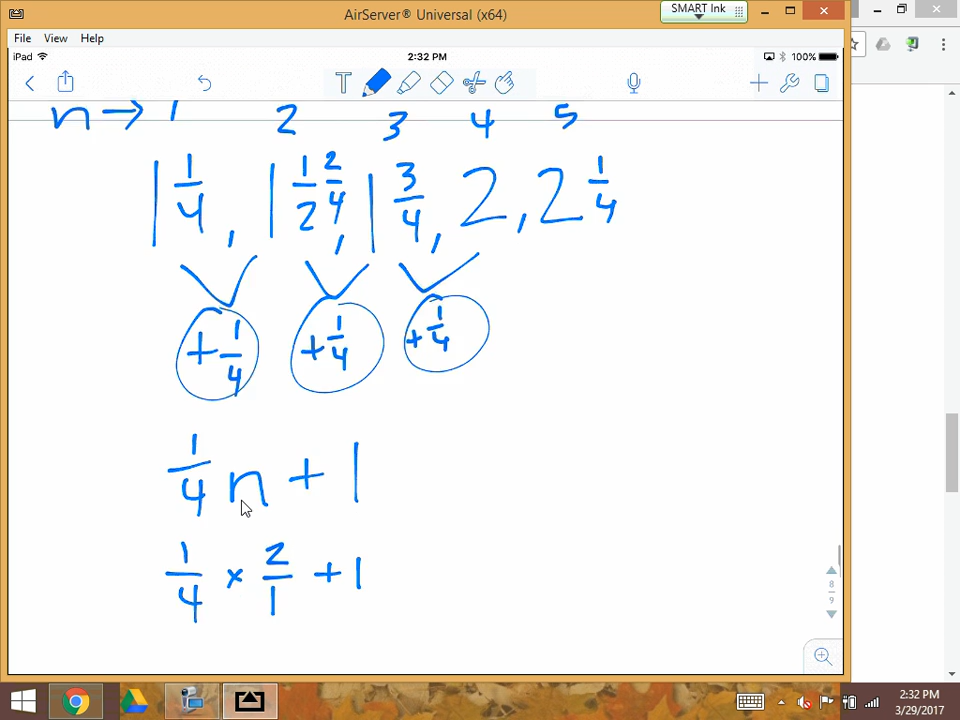 AirServer® Universal (x64)
SMART Ink
File View Help
iPad 2:32 PM 100%
T
n → 1 2 3 4 5
1 1/4, 1 1/2 2/4, 1 3/4, 2, 2 1/4
+1/4 +1/4 +1/4
1/4 n + 1
1/4 × 2/1 + 1
8
9
2:32 PM
3/29/2017